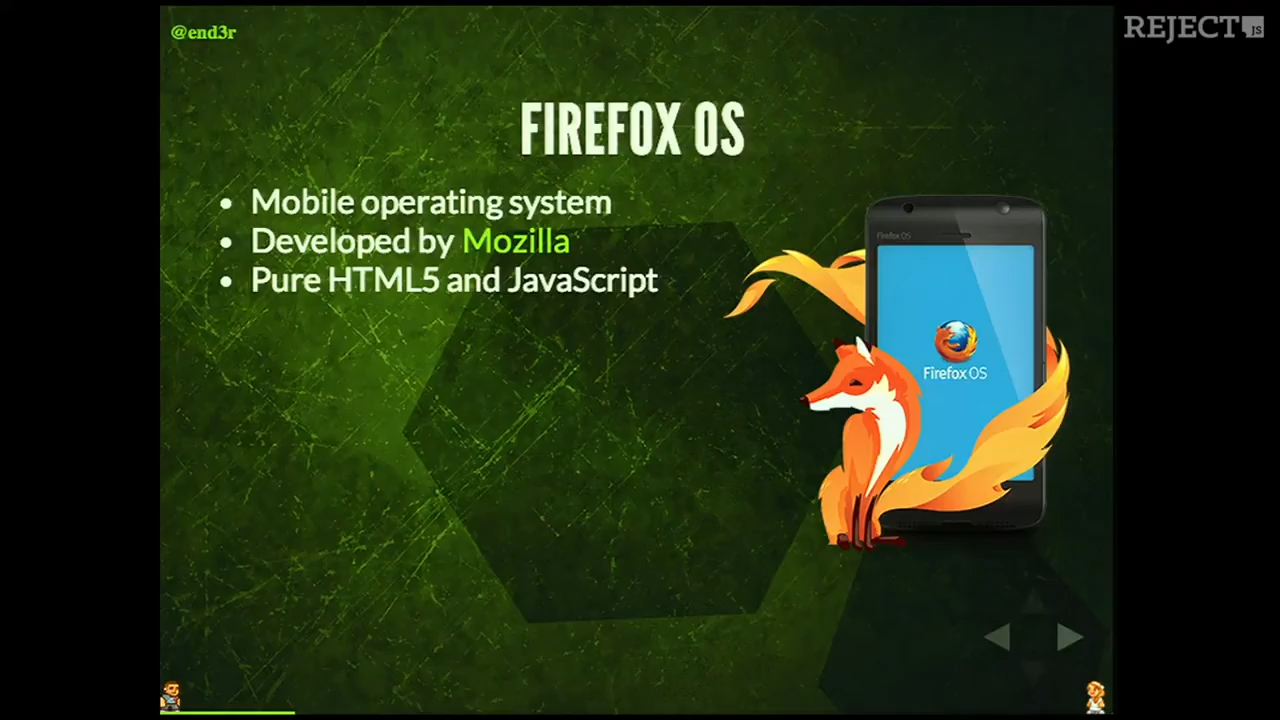 @end3r
REJECT JS
FIREFOX OS
• Mobile operating system
• Developed by Mozilla
• Pure HTML5 and JavaScript
Firefox OS
Firefox OS